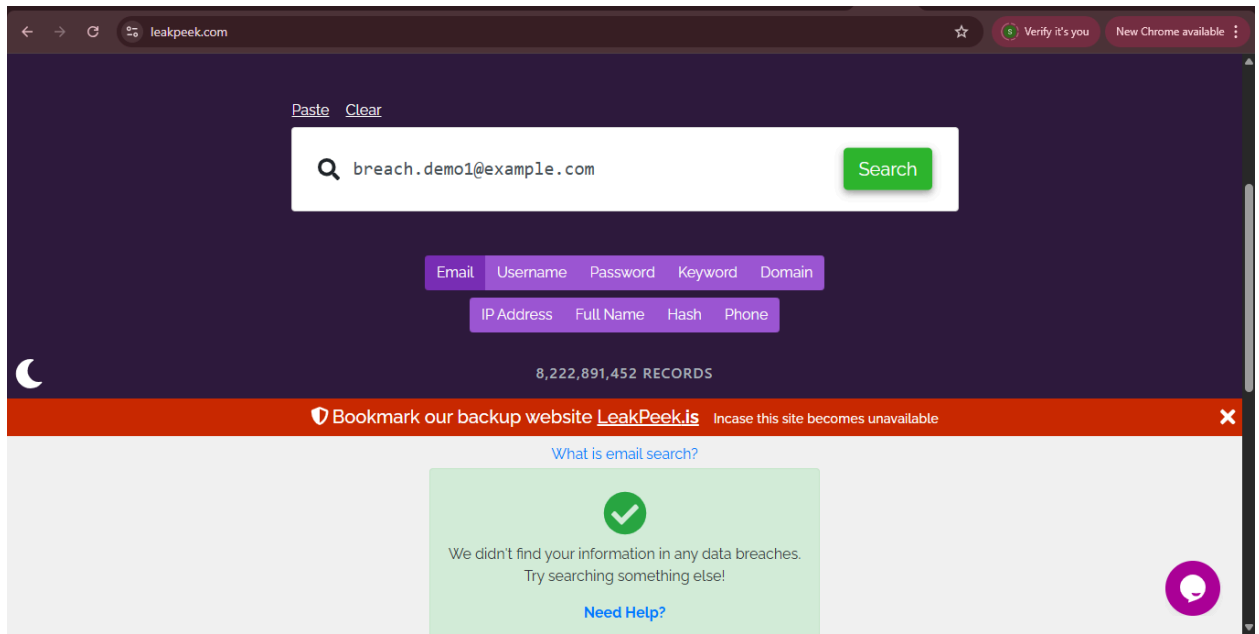 leakpeek.com
S
Verify it's you
New Chrome available
Paste Clear
breach.demo1@example.com
Search
Email Username Password Keyword Domain
IP Address Full Name Hash Phone
8,222,891,452 RECORDS
Bookmark our backup website LeakPeek.is Incase this site becomes unavailable
What is email search?
We didn't find your information in any data breaches.
Try searching something else!
Need Help?